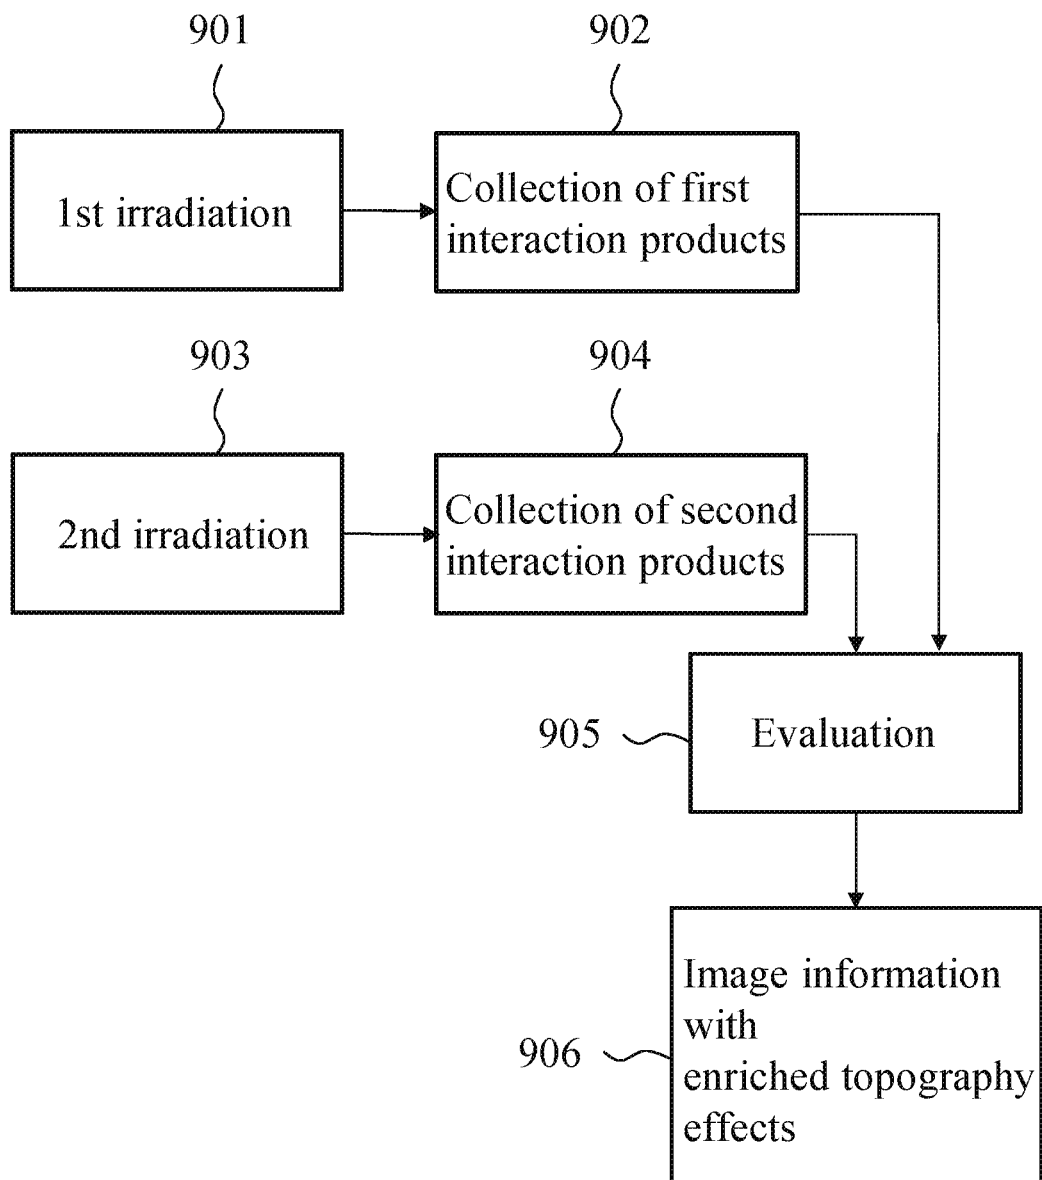 901
902
1st irradiation
Collection of first
interaction products
903
904
2nd irradiation
Collection of second
interaction products
905
Evaluation
906
Image information
with
enriched topography
effects